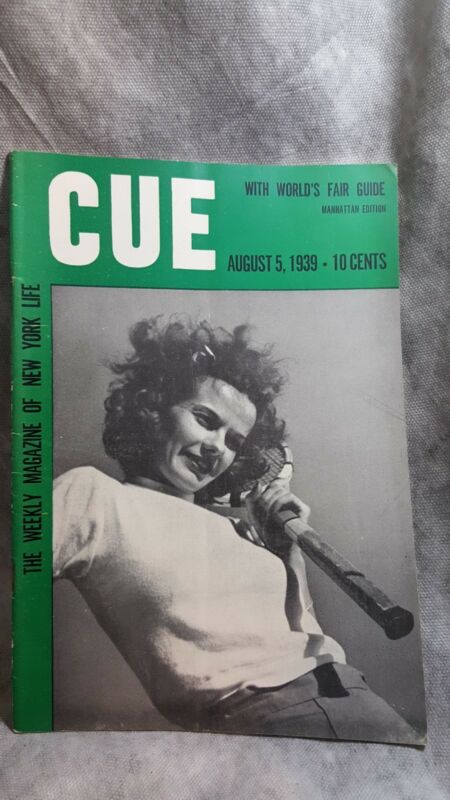 CUE
WITH WORLD'S FAIR GUIDE
MANHATTAN EDITION
AUGUST 5, 1939 • 10 CENTS
THE WEEKLY MAGAZINE OF NEW YORK LIFE